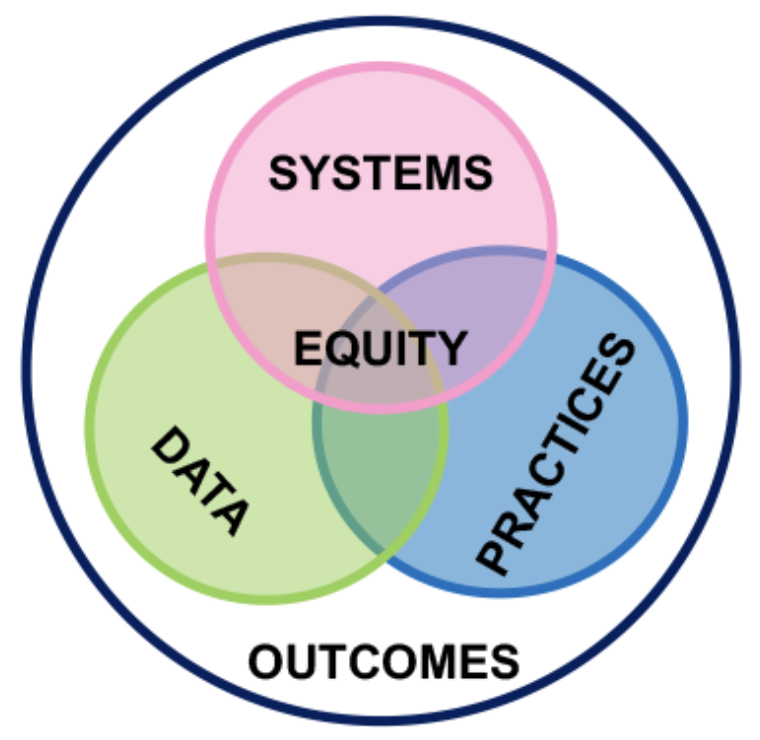 SYSTEMS
EQUITY
DATA
PRACTICES
OUTCOMES